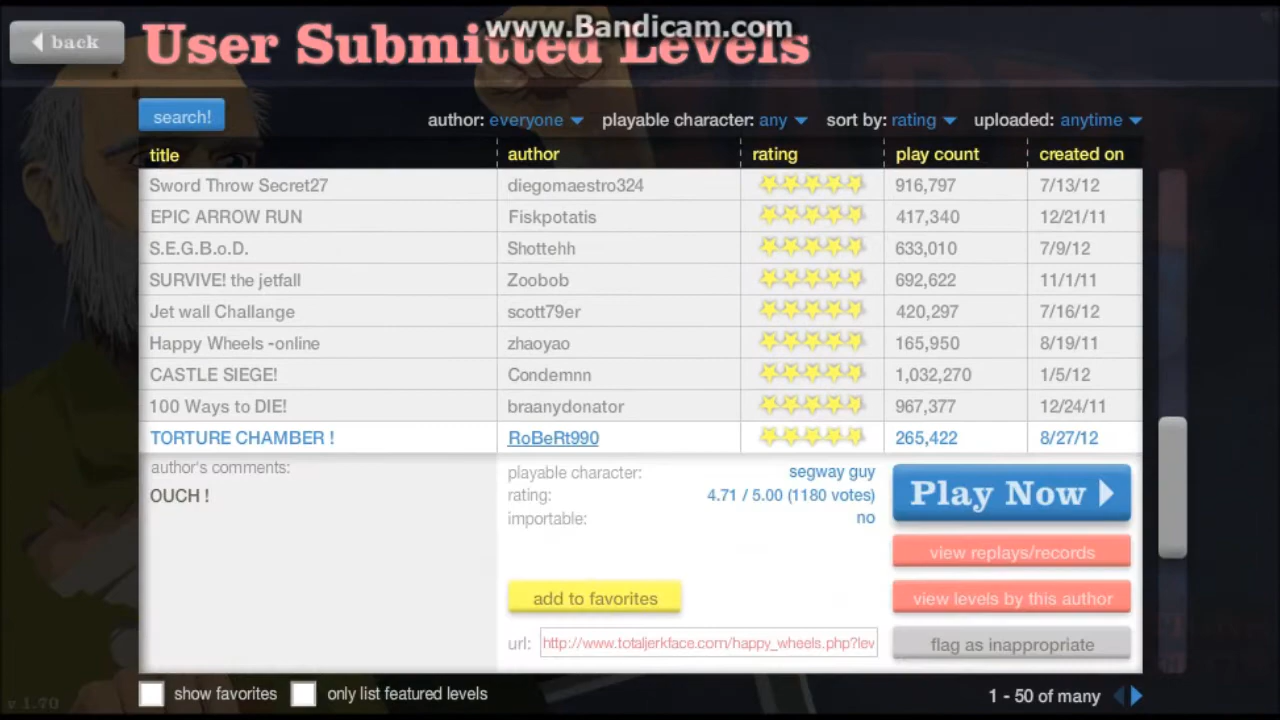 www.Bandicam.com
back
User Submitted Levels
search!
author: everyone playable character: any sort by: rating uploaded: anytime
title author rating play count created on
Sword Throw Secret27 diegomaestro324 916,797 7/13/12
EPIC ARROW RUN Fiskpotatis 417,340 12/21/11
S.E.G.B.o.D. Shottehh 633,010 7/9/12
SURVIVE! the jetfall Zoobob 692,622 11/1/11
Jet wall Challange scott79er 420,297 7/16/12
Happy Wheels -online zhaoyao 165,950 8/19/11
CASTLE SIEGE! Condemnn 1,032,270 1/5/12
100 Ways to DIE! braanydonator 967,377 12/24/11
TORTURE CHAMBER ! RoBeRt990 265,422 8/27/12
author's comments:
OUCH !
playable character: segway guy
rating: 4.71 / 5.00 (1180 votes)
importable: no
Play Now
view replays/records
add to favorites
view levels by this author
url: http://www.totaljerkface.com/happy_wheels.php?lev
flag as inappropriate
show favorites only list featured levels
1 - 50 of many
v 1.70